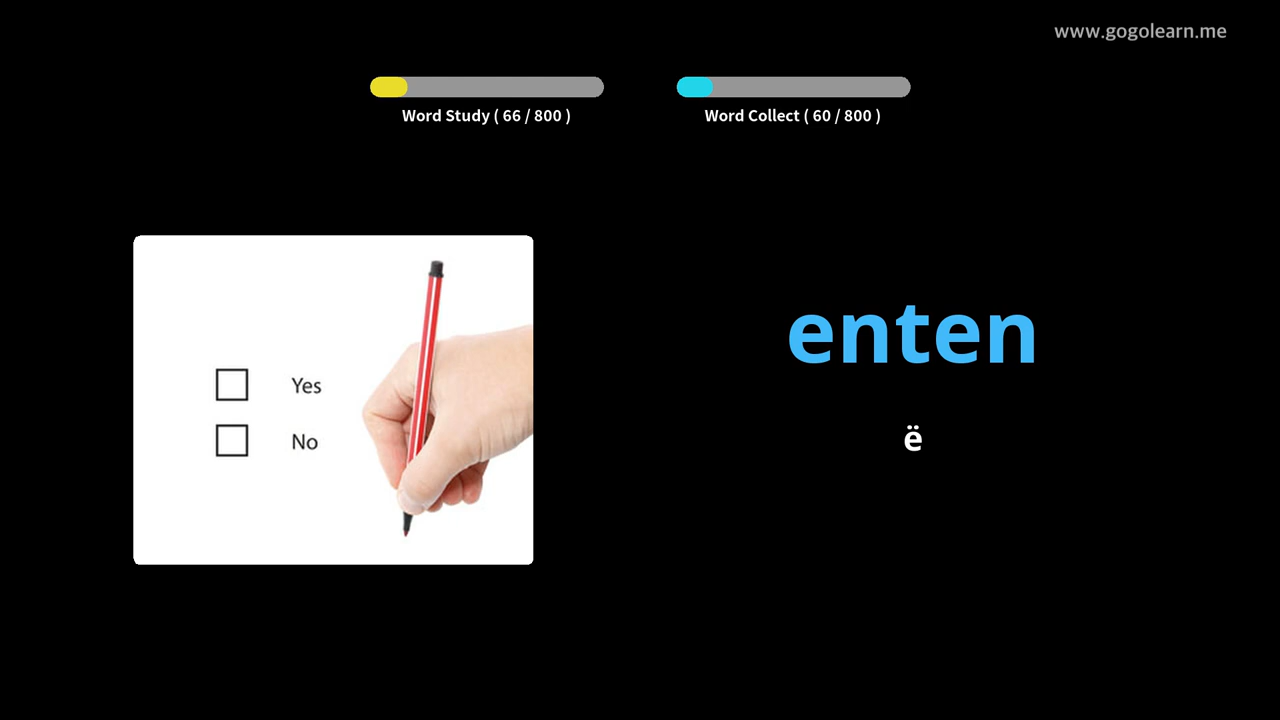 www.gogolearn.me
Word Study ( 66 / 800 )
Word Collect ( 60 / 800 )
Yes
No
enten
ë